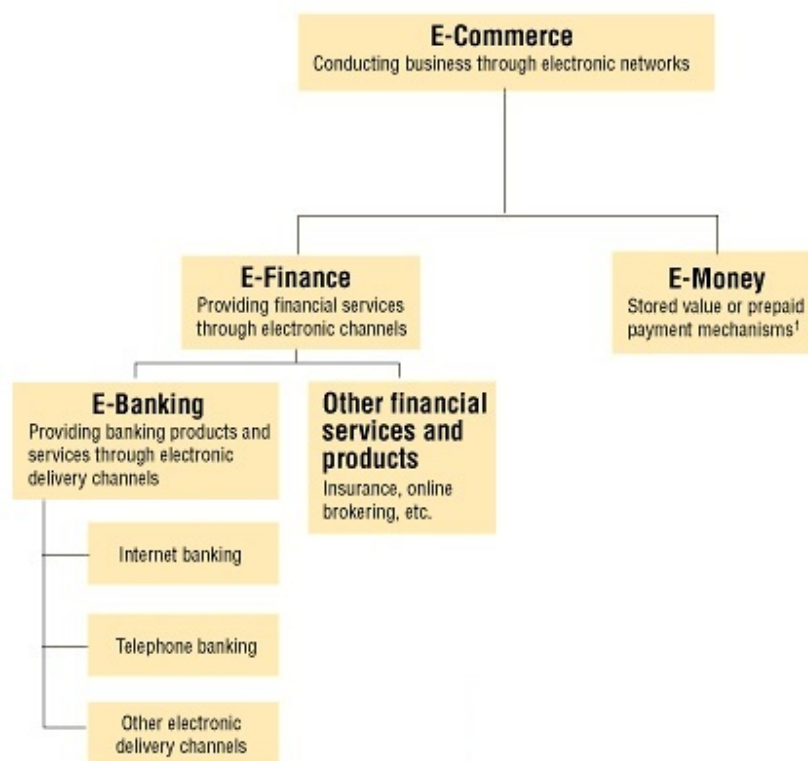 E-Commerce
Conducting business through electronic networks
E-Finance
Providing financial services
through electronic channels
E-Money
Stored value or prepaid
payment mechanisms¹
E-Banking
Providing banking products and
services through electronic
delivery channels
Other financial
services and
products
Insurance, online
brokering, etc.
Internet banking
Telephone banking
Other electronic
delivery channels